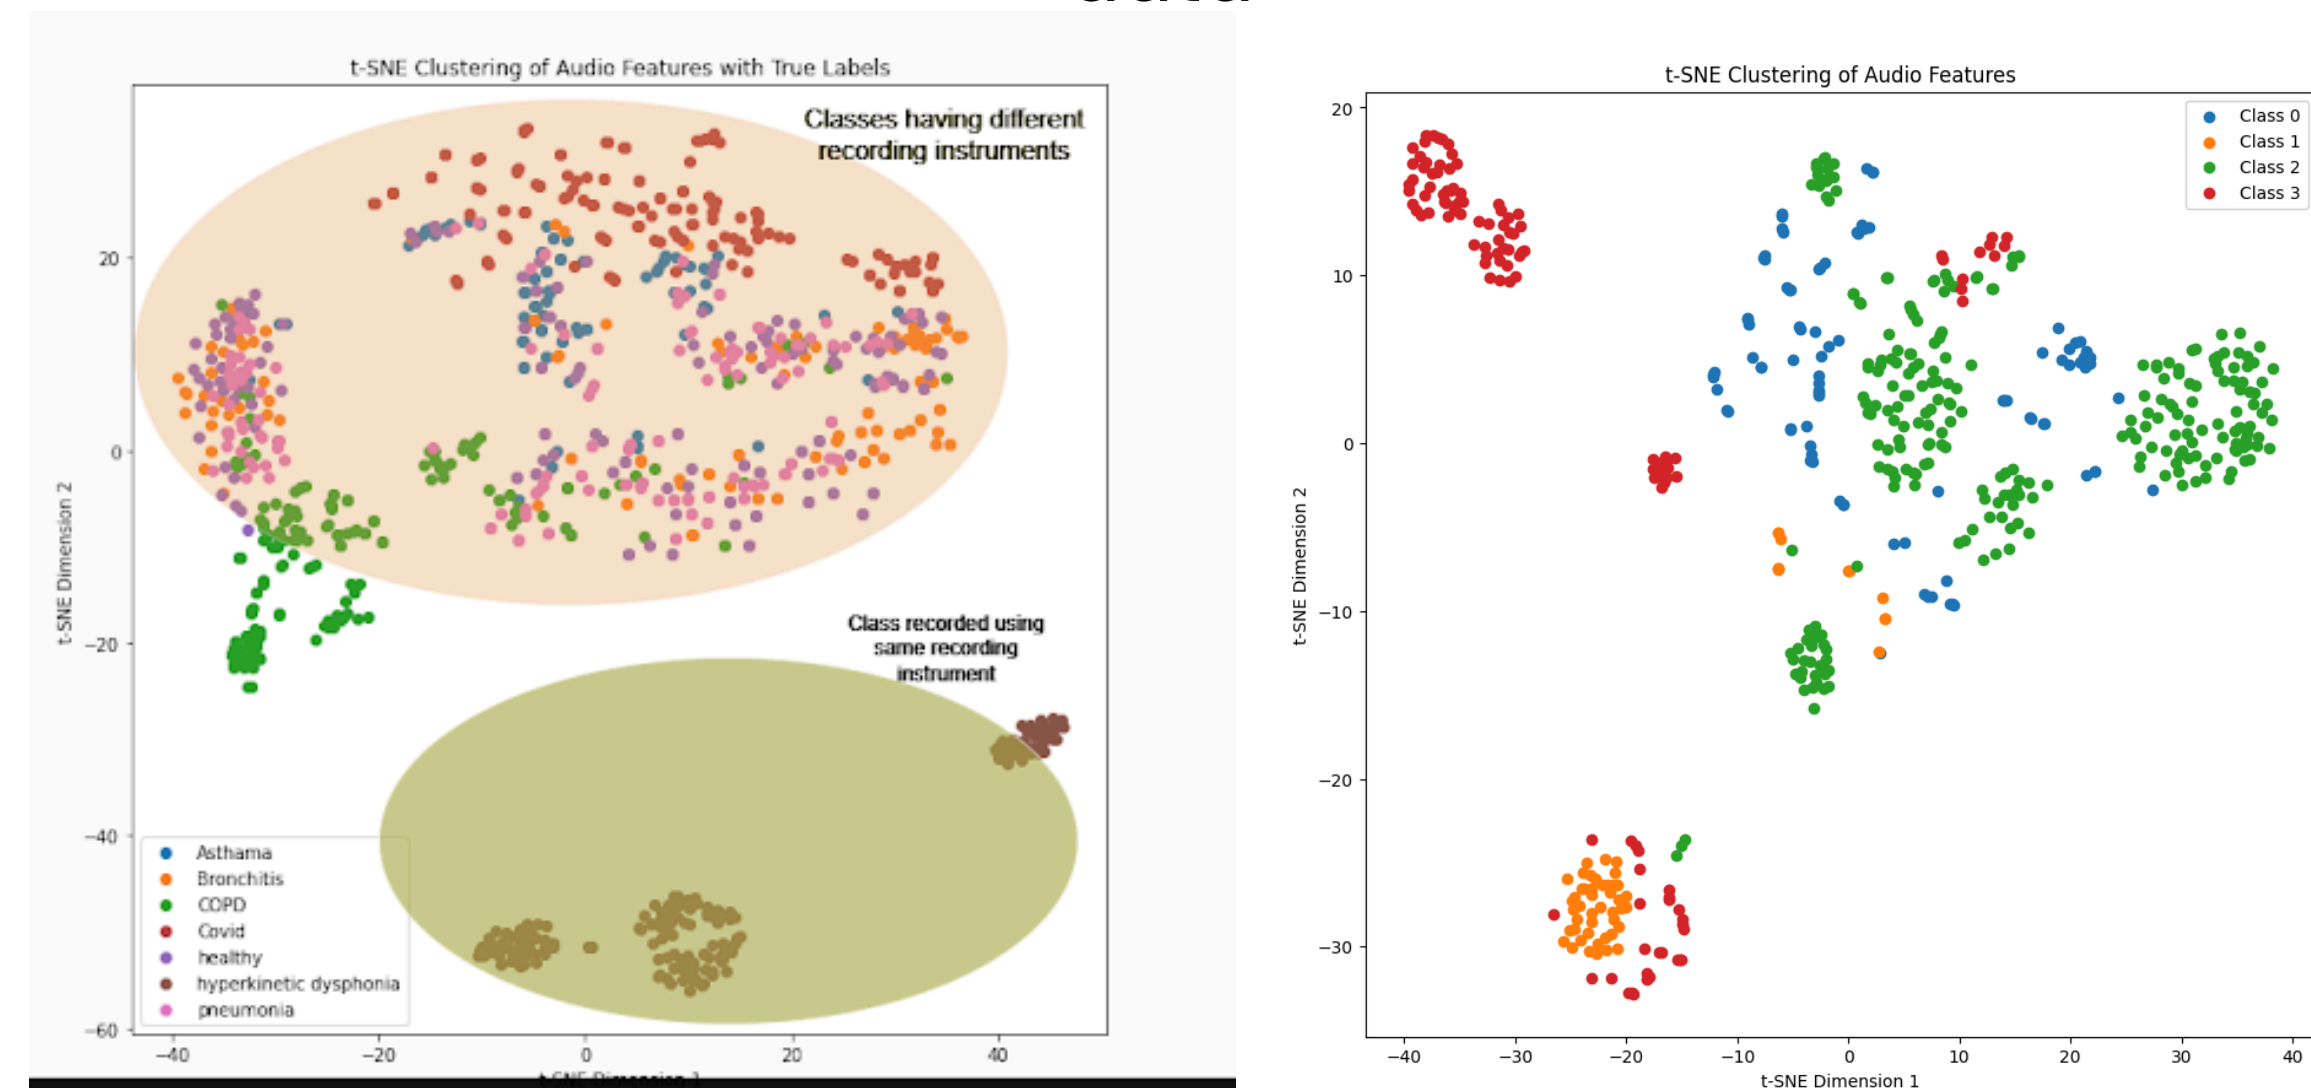 t-SNE Clustering of Audio Features with True Labels
Classes having different
recording instruments
20
0
−20
−40
−60
t-SNE Dimension 2
Class recorded using
same recording
instrument
Asthama
Bronchitis
COPD
Covid
healthy
hyperkinetic dysphonia
pneumonia
−40
−20
0
20
40
t-SNE Dimension 1
t-SNE Clustering of Audio Features
Class 0
Class 1
Class 2
Class 3
20
10
0
−10
−20
−30
t-SNE Dimension 2
−40
−30
−20
−10
0
10
20
30
40
t-SNE Dimension 1